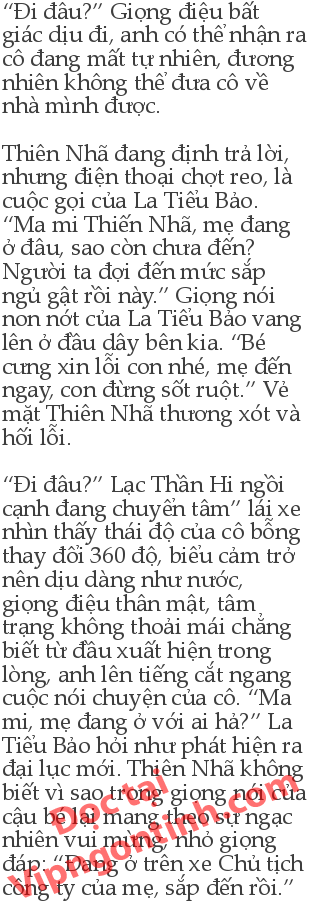 “Đi đâu?” Giọng điệu bất
giác dịu đi, anh có thể nhận ra
cô đang mất tự nhiên, đương
nhiên không thể đưa cô về
nhà mình được.
Thiên Nhã đang định trả lời,
nhưng điện thoại chợt reo, là
cuộc gọi của La Tiểu Bảo.
“Ma mi Thiến Nhã, mẹ đang
ở đâu, sao còn chưa đến?
Người ta đợi đến mức sắp
ngủ gật rồi này.” Giọng nói
non nớt của La Tiểu Bảo vang
lên ở đầu dây bên kia. “Bé
cưng xin lỗi con nhé, mẹ đến
ngay, con đừng sốt ruột.” Vẻ
mặt Thiên Nhã thương xót và
hối lỗi.
“Đi đâu?” Lạc Thần Hi ngồi
cạnh đang chuyển tâm” lái xe
nhìn thấy thái độ của cô bỗng
thay đổi 360 độ, biểu cảm trở
nên dịu dàng như nước,
giọng điệu thân mật, tâm
trạng không thoải mái chẳng
biết từ đầu xuất hiện trong
lòng, anh lên tiếng cắt ngang
cuộc nói chuyện của cô. “Ma
mi, mẹ đang ở với ai hả?” La
Tiểu Bảo hỏi như phát hiện ra
đại lục mới. Thiên Nhã không
biết vì sao trong giọng nói của
cậu bé lại mang theo sự ngạc
nhiên vui mừng, nhỏ giọng
đáp: “Đang ở trên xe Chủ tịch
công ty của mẹ, sắp đến rồi.”
Đọc tại
Vipngontinh.com